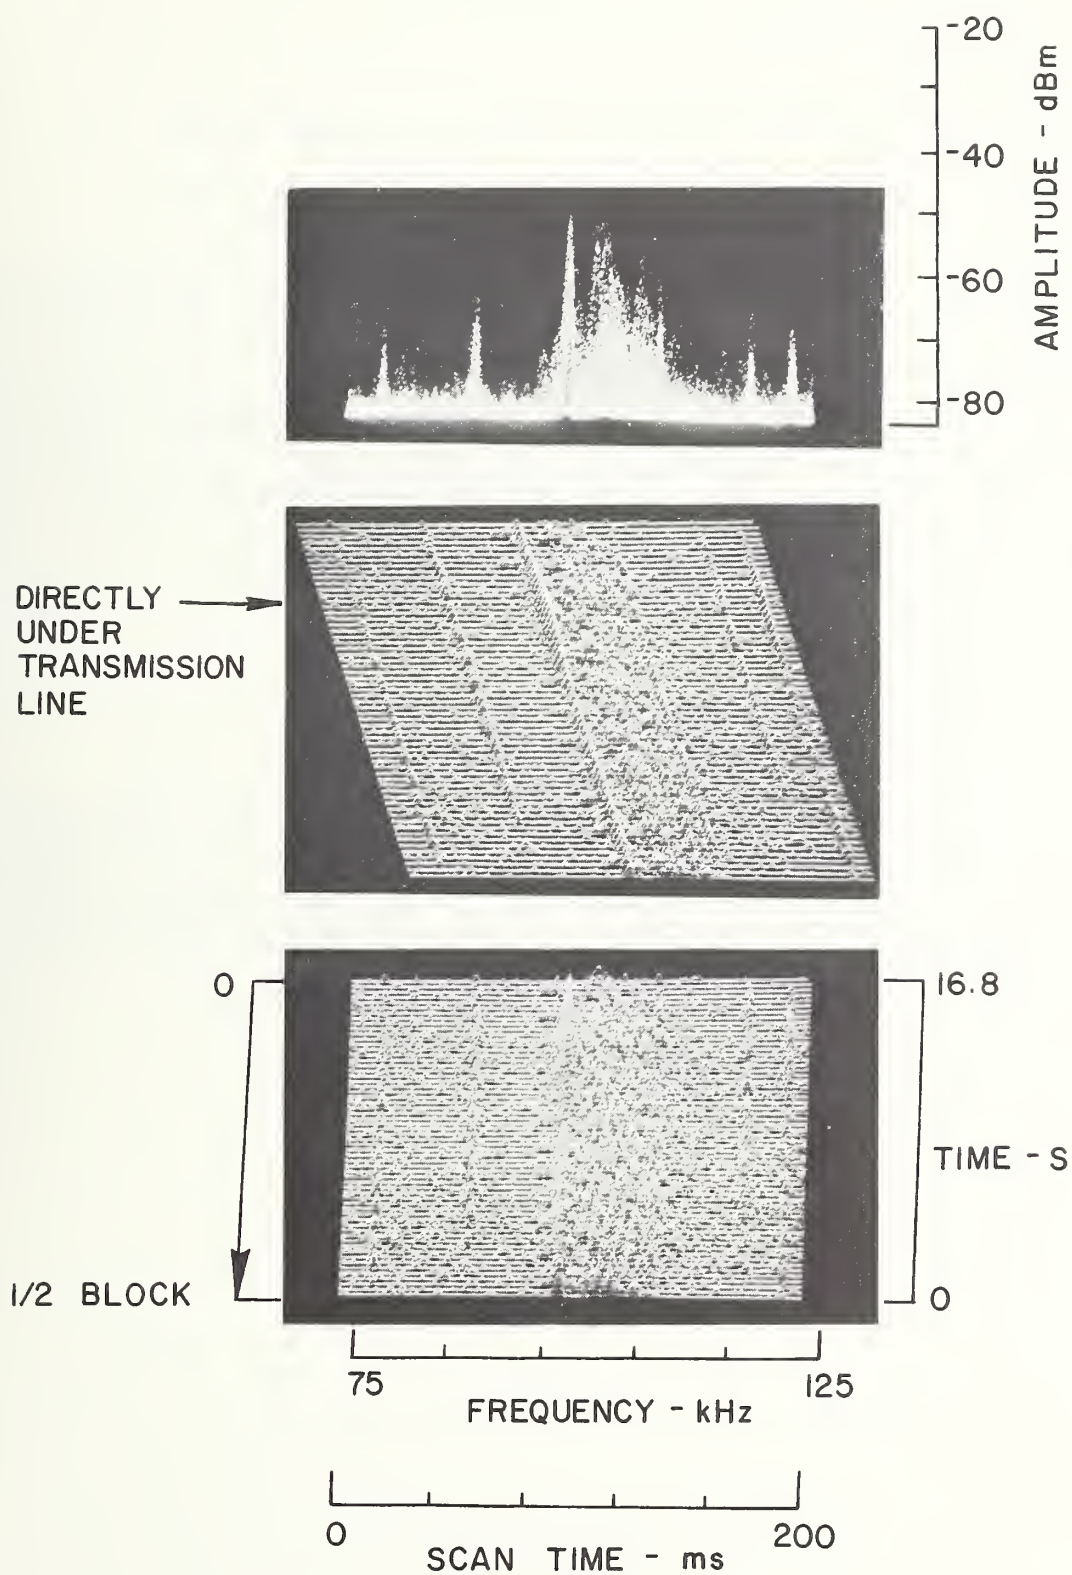 -20
-40
-60
-80
AMPLITUDE - dBm
DIRECTLY
UNDER
TRANSMISSION
LINE
0
16.8
TIME - S
1/2 BLOCK
0
75
125
FREQUENCY - kHz
0
200
SCAN TIME - ms